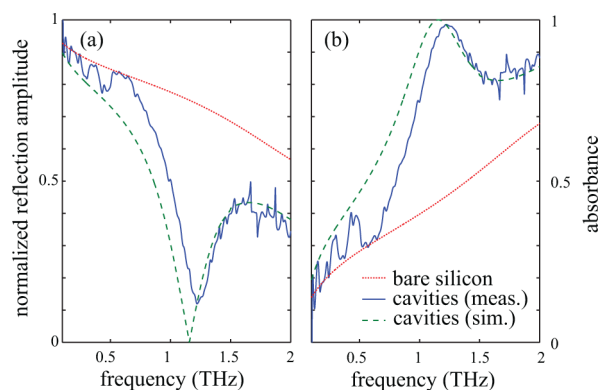 normalized reflection amplitude
1
0.5
0
(a)
0.5
1
1.5
2
frequency (THz)
(b)
bare silicon
cavities (meas.)
cavities (sim.)
0.5
1
1.5
2
frequency (THz)
1
0.5
0
absorbance